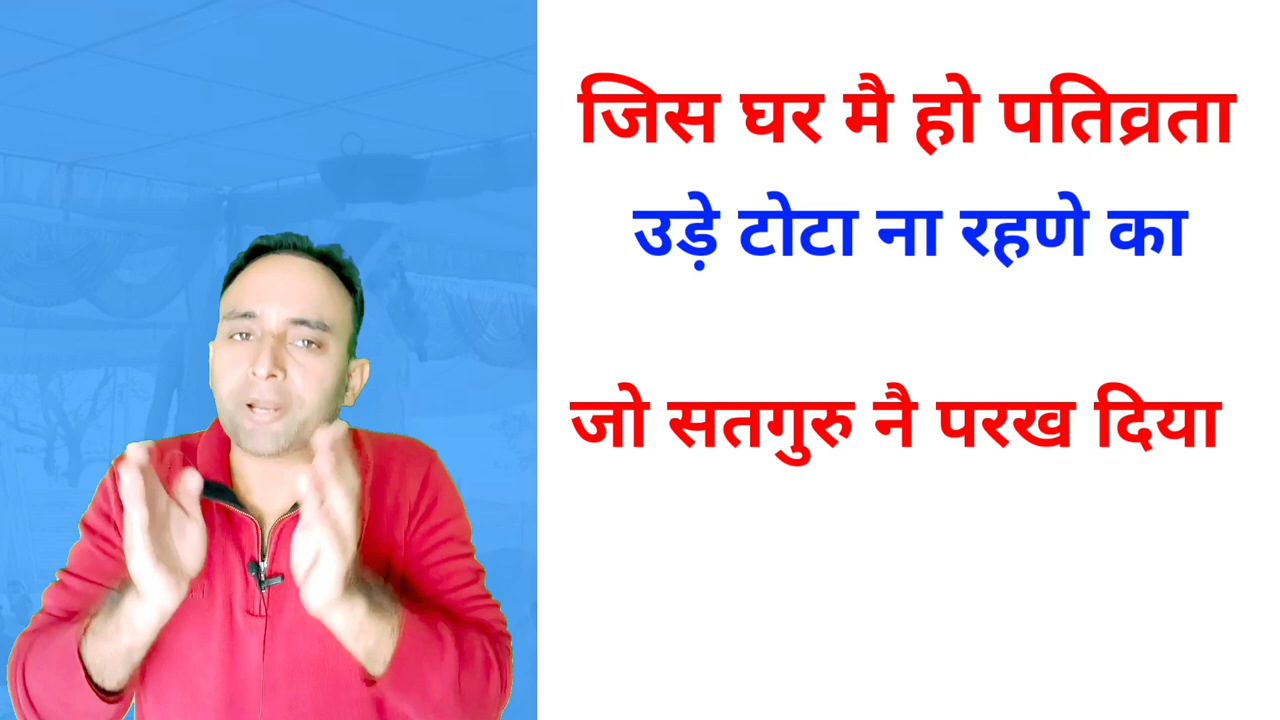 जिस घर मै हो पतिव्रता
उड़े टोटा ना रहणे का
जो सतगुरु नै परख दिया